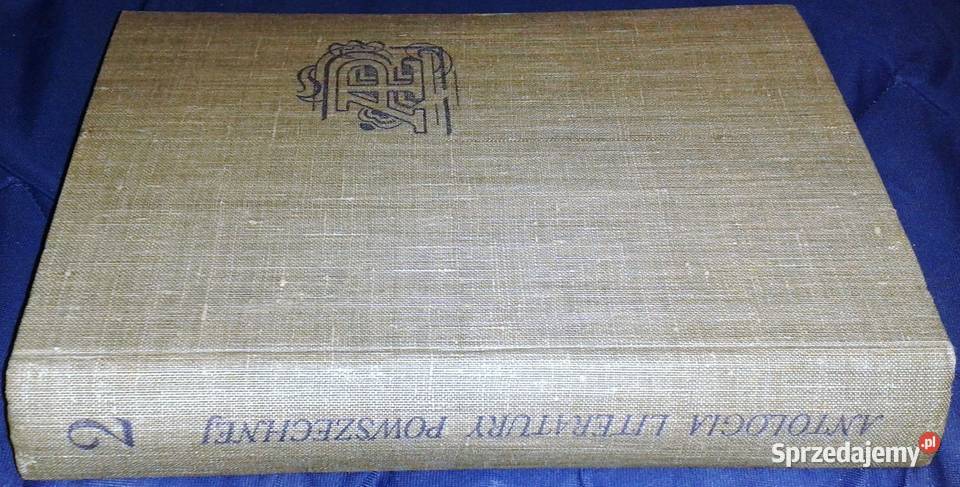 ANTOLOGIA LITERATURY POWSZECHNEJ 2
Sprzedajemy.pl